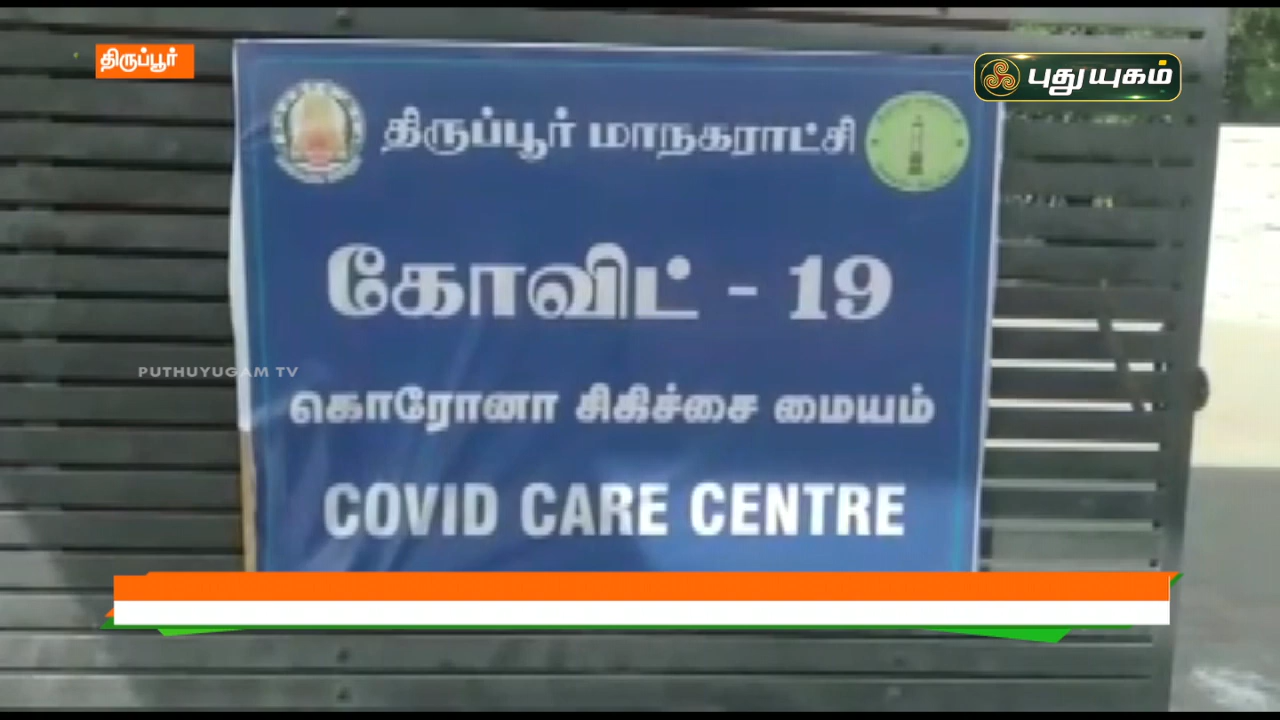 திருப்பூர்
புதுயுகம்
திருப்பூர் மாநகராட்சி
கோவிட் - 19
PUTHUYUGAM TV
கொரோனா சிகிச்சை மையம்
COVID CARE CENTRE